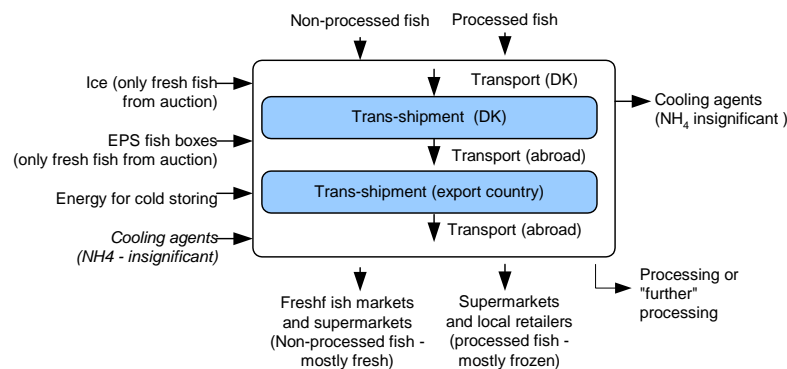 Non-processed fish
Processed fish
Ice (only fresh fish
from auction)
Transport (DK)
Cooling agents
(NH4 insignificant )
Trans-shipment  (DK)
EPS fish boxes
(only fresh fish from auction)
Transport (abroad)
Energy for cold storing
Trans-shipment (export country)
Cooling agents
(NH4 - insignificant)
Transport (abroad)
Processing or
"further"
processing
Freshf ish markets
and supermarkets
(Non-processed fish -
mostly fresh)
Supermarkets
and local retailers
(processed fish -
mostly frozen)